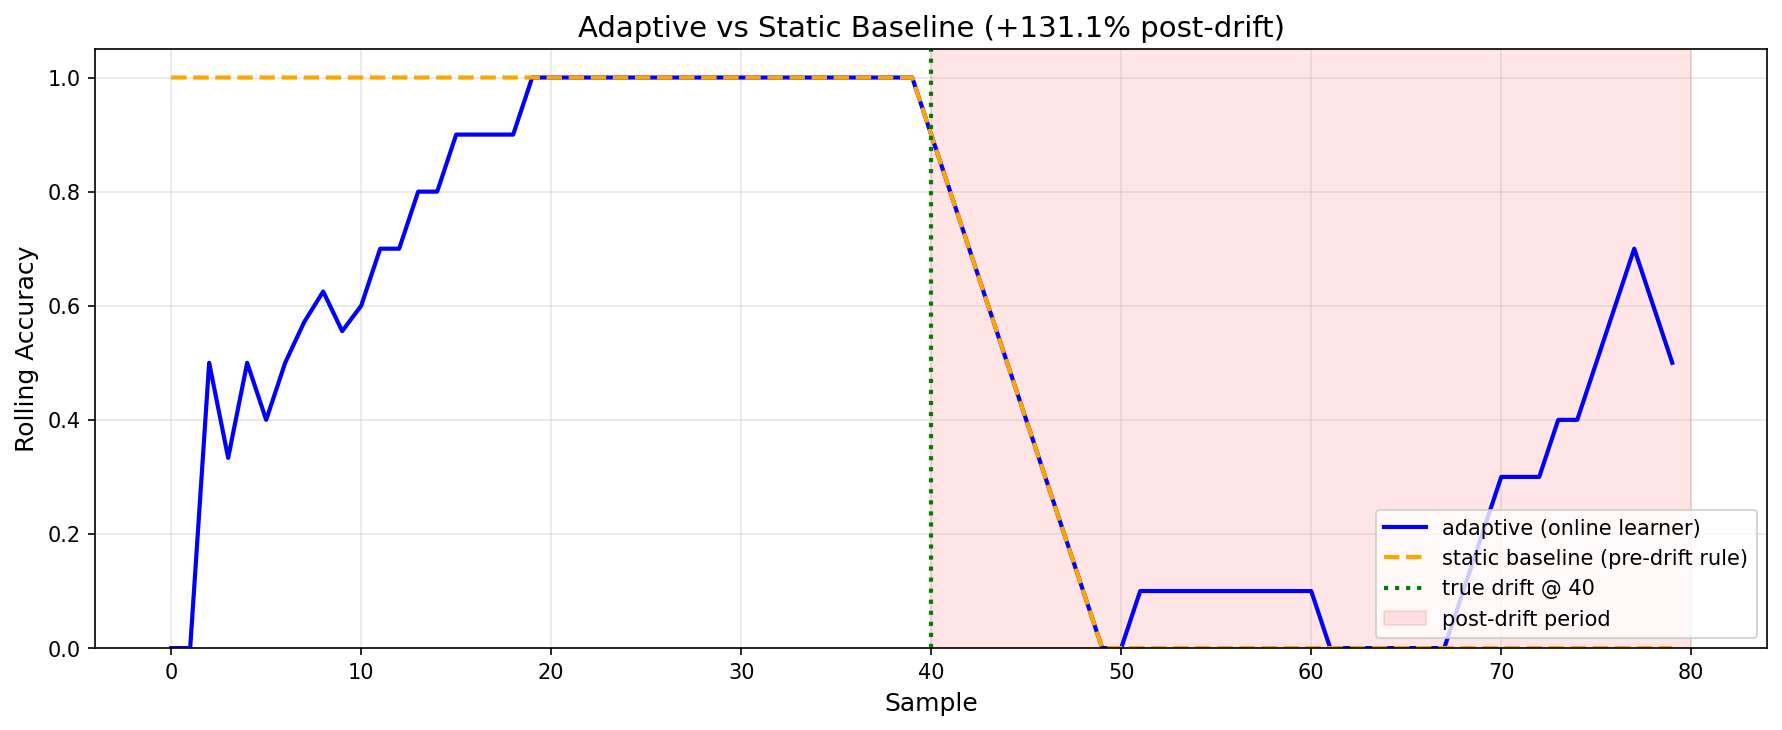 Adaptive vs Static Baseline (+131.1% post-drift)
Rolling Accuracy
1.0
0.8
0.6
0.4
0.2
0.0
0 10 20 30 40 50 60 70 80
Sample
adaptive (online learner)
static baseline (pre-drift rule)
true drift @ 40
post-drift period